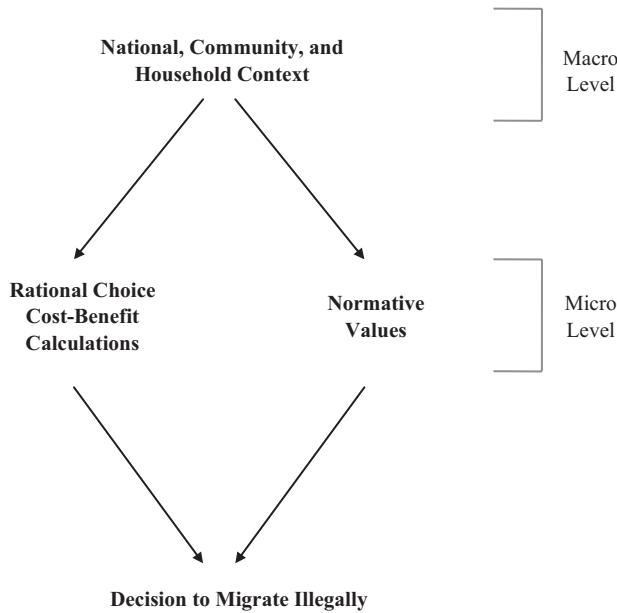 National, Community, and
Household Context
Macro
Level
Rational Choice
Cost-Benefit
Calculations
Normative
Values
Micro
Level
Decision to Migrate Illegally